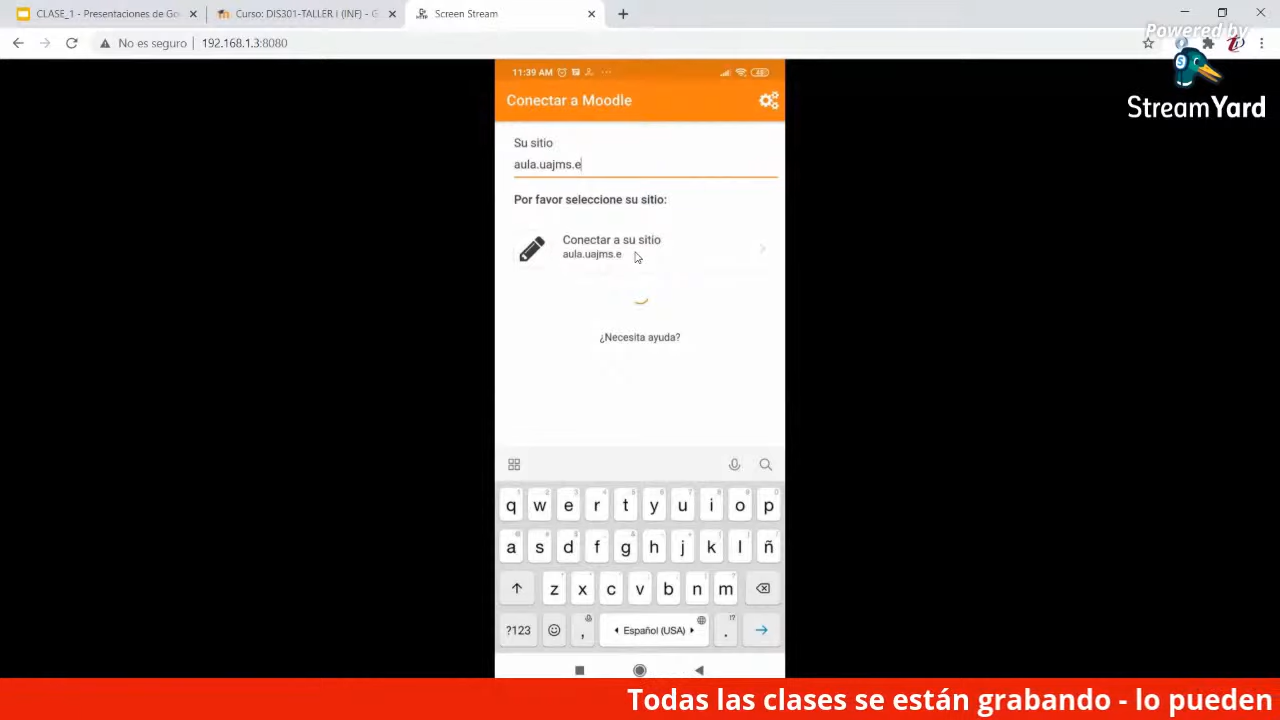 CLASE_1 - Presentaciones de Go
Curso: DIS301-TALLER I (INF) - G
Screen Stream
No es seguro
192.168.1.3:8080
Powered by
StreamYard
11:39 AM
Conectar a Moodle
Su sitio
aula.uajms.e
Por favor seleccione su sitio:
Conectar a su sitio
aula.uajms.e
¿Necesita ayuda?
q w e r t y u i o p
a s d f g h j k l ñ
z x c v b n m
?123 , Español (USA) .
Todas las clases se están grabando - lo pueden